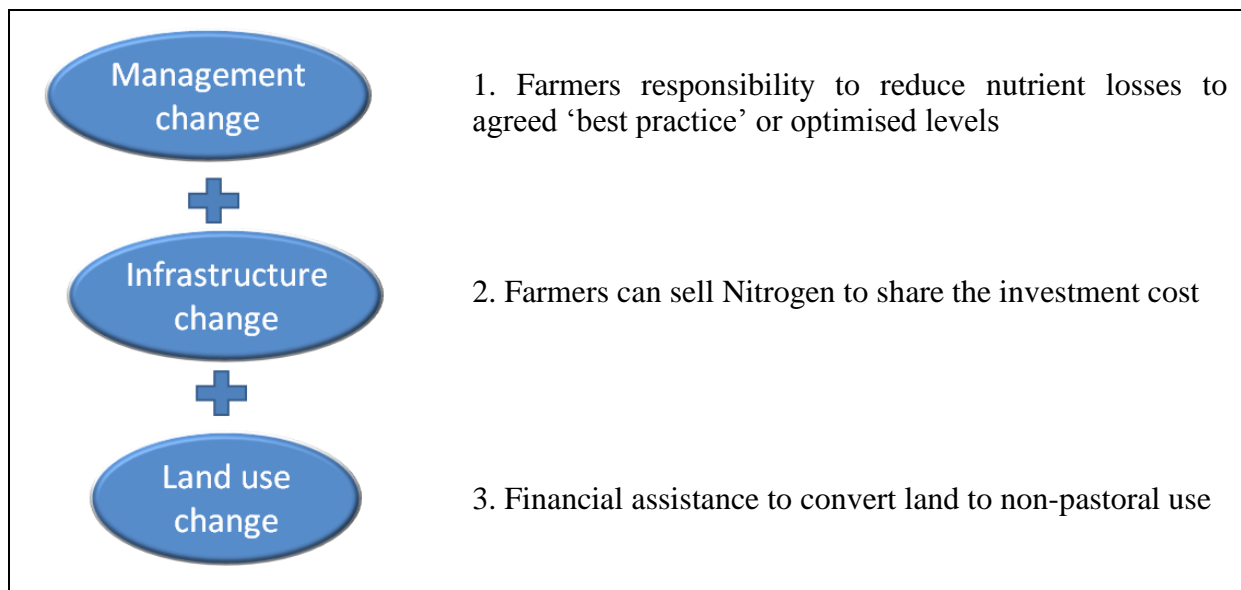 Management
change
1. Farmers responsibility to reduce nutrient losses to
agreed ‘best practice’ or optimised levels
Infrastructure
change
2. Farmers can sell Nitrogen to share the investment cost
Land use
change
3. Financial assistance to convert land to non-pastoral use